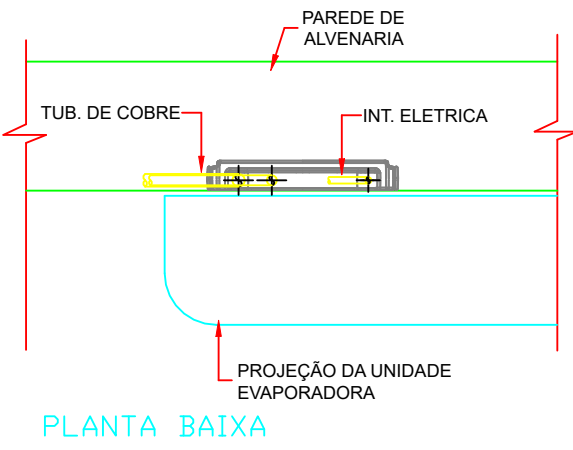 PAREDE DE
ALVENARIA
TUB. DE COBRE
INT. ELETRICA
PROJEÇÃO DA UNIDADE
EVAPORADORA
PLANTA BAIXA